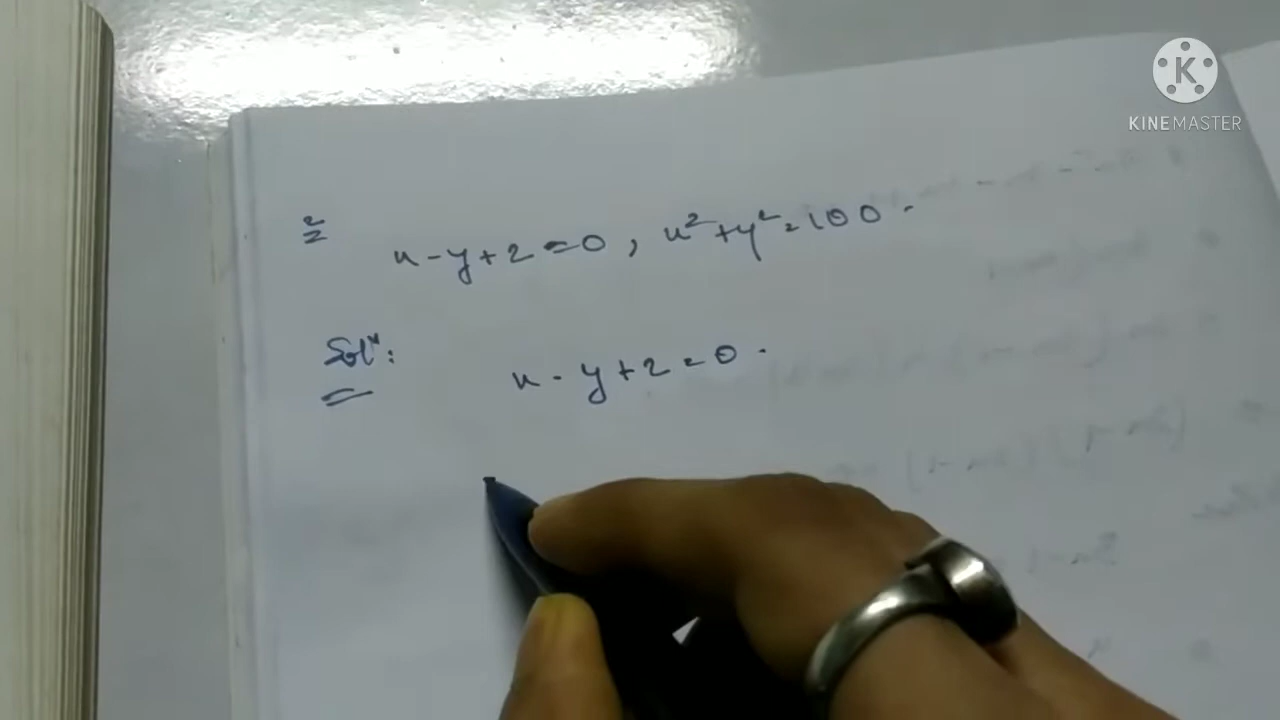 K
KINEMASTER
2
x-y+2=0, x²+y²=100.
Solⁿ: x-y+2=0.